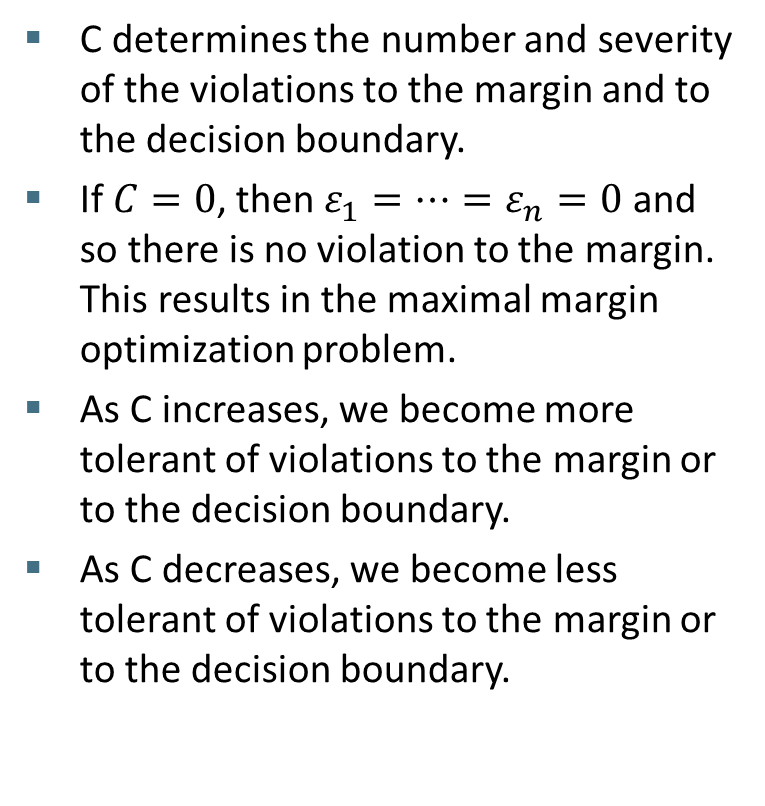 ▪ C determines the number and severity
of the violations to the margin and to
the decision boundary.
▪ If 𝐶 = 0, then 𝜀₁ = ⋯ = 𝜀ₙ = 0 and
so there is no violation to the margin.
This results in the maximal margin
optimization problem.
▪ As C increases, we become more
tolerant of violations to the margin or
to the decision boundary.
▪ As C decreases, we become less
tolerant of violations to the margin or
to the decision boundary.